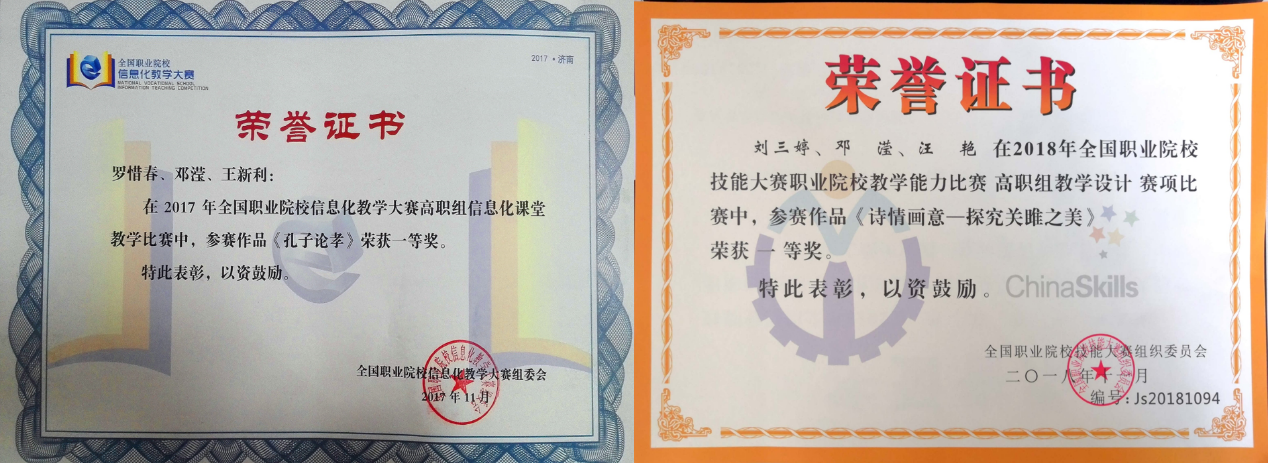 全国职业院校
信息化教学大赛
NATIONAL VOCATIONAL SCHOOL
INFORMATION TEACHING COMPETITION
2017·济南
荣誉证书
罗惜春、邓滢、王新利：
在 2017 年全国职业院校信息化教学大赛高职组信息化课堂
教学比赛中，参赛作品《孔子论孝》荣获一等奖。
特此表彰，以资鼓励。
全国职业院校信息化教学大赛组委会
2017 年 11 月
荣誉证书
刘三婷、邓 滢、汪 艳 在2018年全国职业院校
技能大赛职业院校教学能力比赛 高职组教学设计 赛项比
赛中，参赛作品《诗情画意—探究关雎之美》
荣获 一 等奖。
特此表彰，以资鼓励。
ChinaSkills
全国职业院校技能大赛组织委员会
二〇一八年十一月
编号：Js20181094